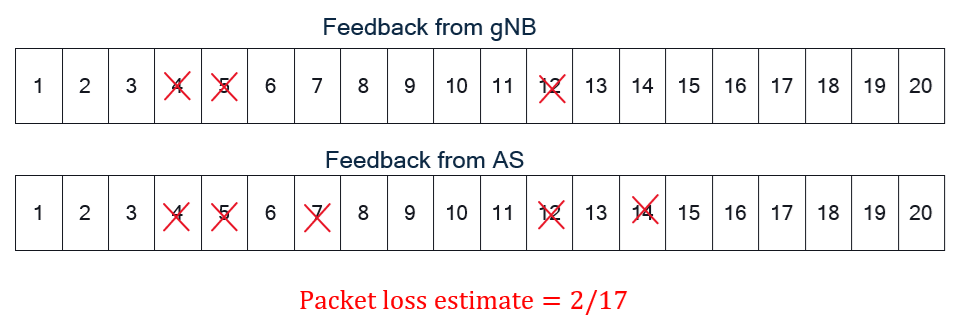 Feedback from gNB
1 2 3 4 5 6 7 8 9 10 11 12 13 14 15 16 17 18 19 20
Feedback from AS
1 2 3 4 5 6 7 8 9 10 11 12 13 14 15 16 17 18 19 20
Packet loss estimate = 2/17